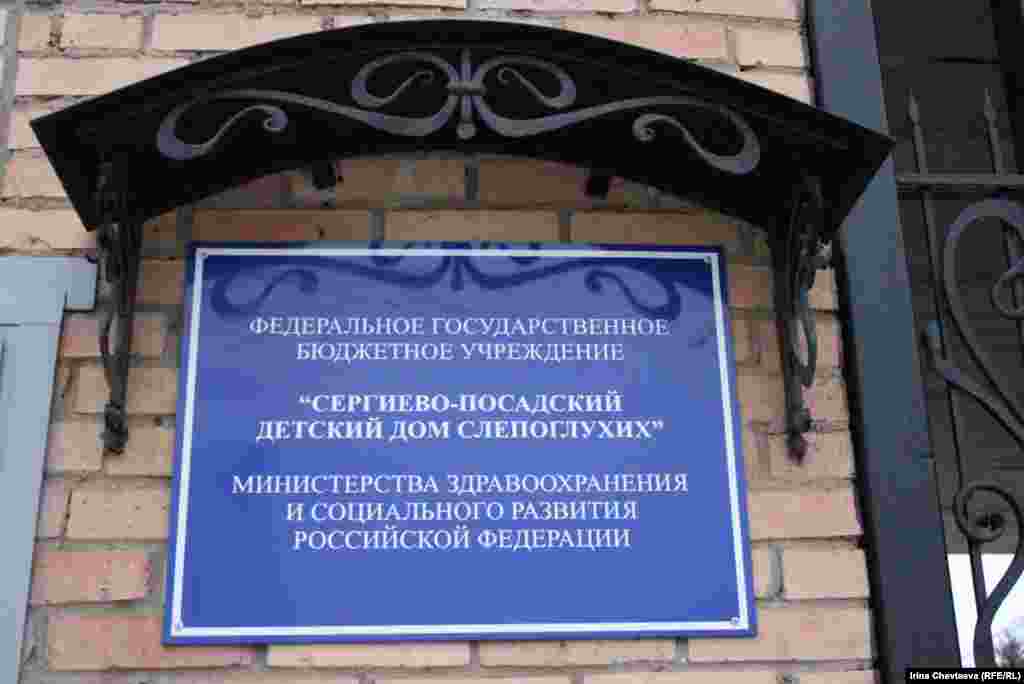 ФЕДЕРАЛЬНОЕ ГОСУДАРСТВЕННОЕ
БЮДЖЕТНОЕ УЧРЕЖДЕНИЕ
“СЕРГИЕВО-ПОСАДСКИЙ
ДЕТСКИЙ ДОМ СЛЕПОГЛУХИХ”
МИНИСТЕРСТВА ЗДРАВООХРАНЕНИЯ
И СОЦИАЛЬНОГО РАЗВИТИЯ
РОССИЙСКОЙ ФЕДЕРАЦИИ
Irina Chevtaeva (RFE/RL)